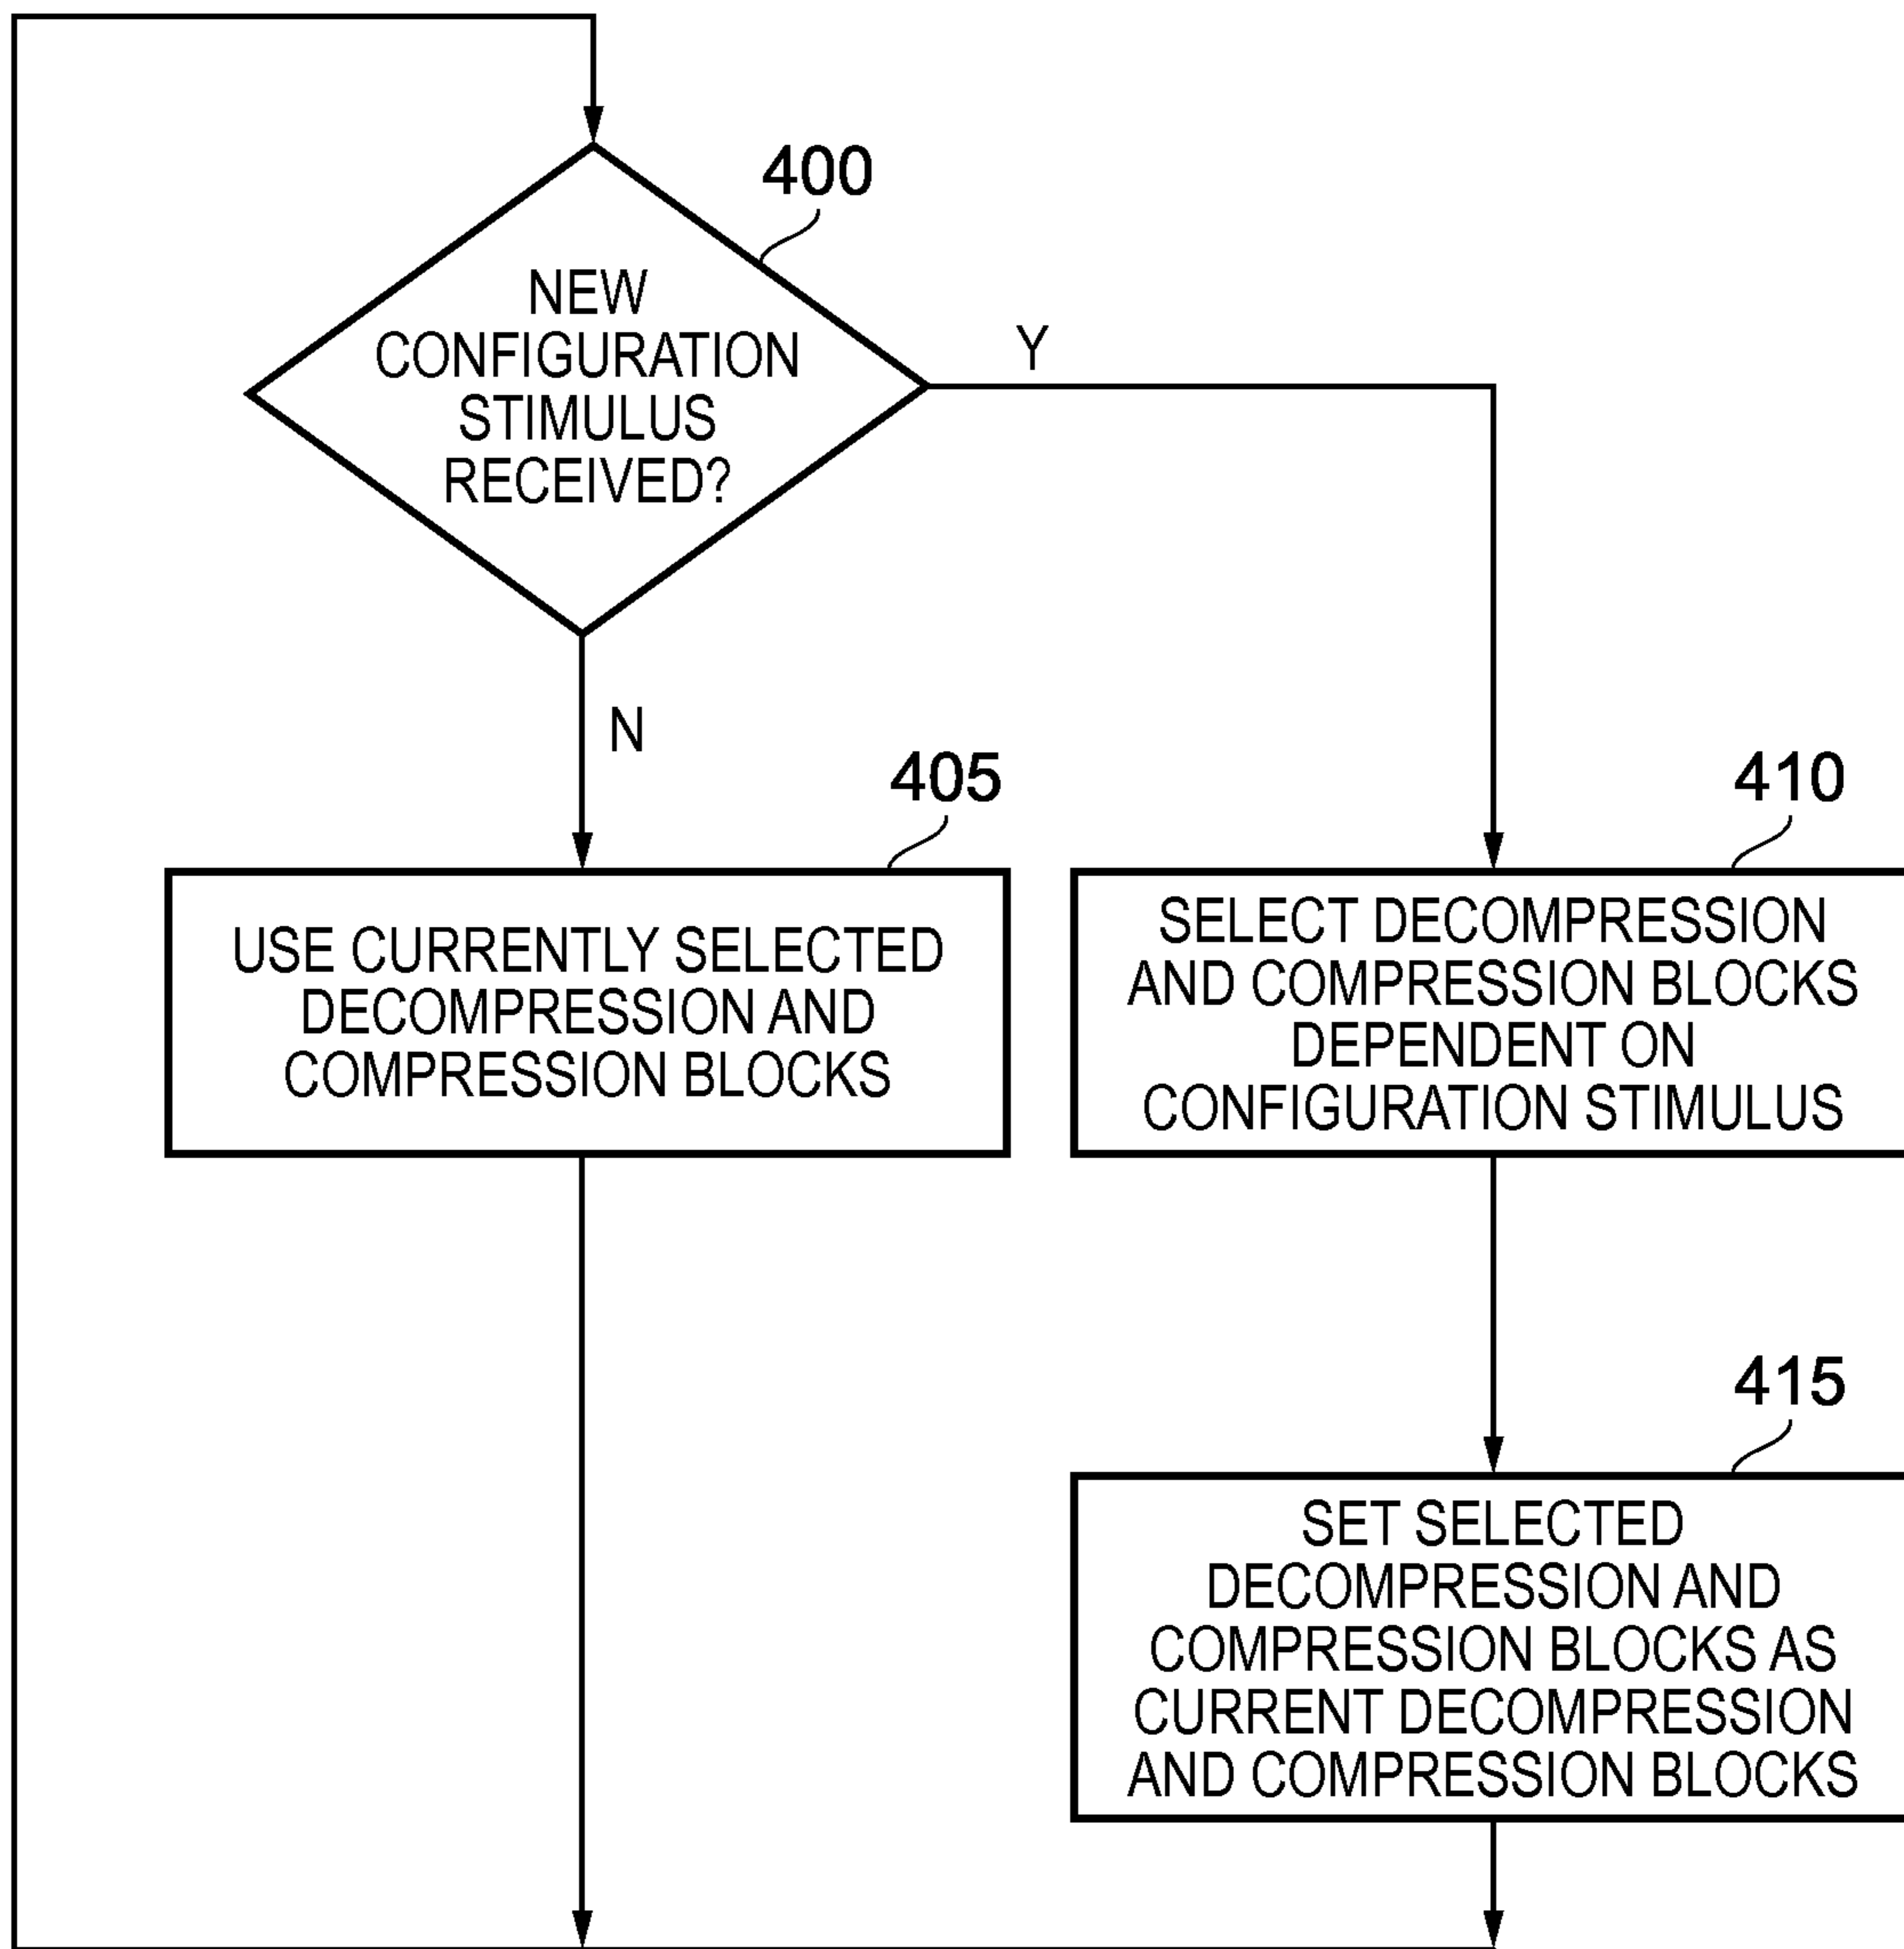 400
NEW
CONFIGURATION
STIMULUS
RECEIVED?
Y
N
405
USE CURRENTLY SELECTED
DECOMPRESSION AND
COMPRESSION BLOCKS
410
SELECT DECOMPRESSION
AND COMPRESSION BLOCKS
DEPENDENT ON
CONFIGURATION STIMULUS
415
SET SELECTED
DECOMPRESSION AND
COMPRESSION BLOCKS AS
CURRENT DECOMPRESSION
AND COMPRESSION BLOCKS